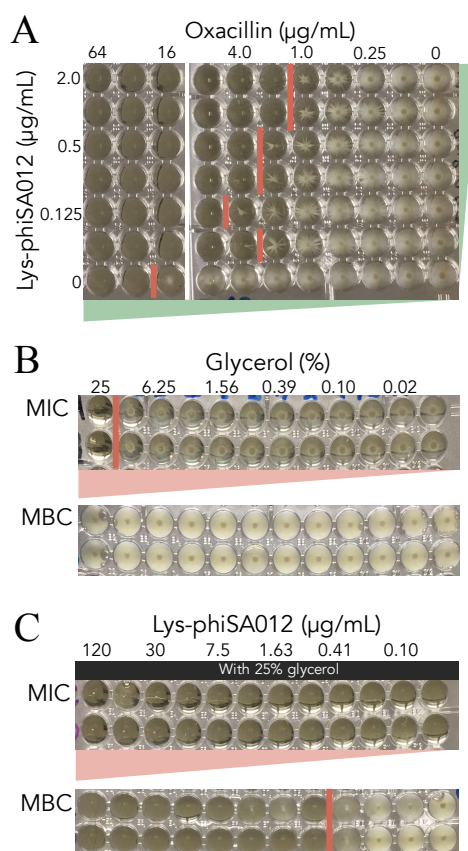 A
Oxacillin (µg/mL)
64 16 4.0 1.0 0.25 0
Lys-phiSA012 (µg/mL)
2.0
0.5
0.125
0
B
Glycerol (%)
25 6.25 1.56 0.39 0.10 0.02
MIC
MBC
C
Lys-phiSA012 (µg/mL)
120 30 7.5 1.63 0.41 0.10
With 25% glycerol
MIC
MBC